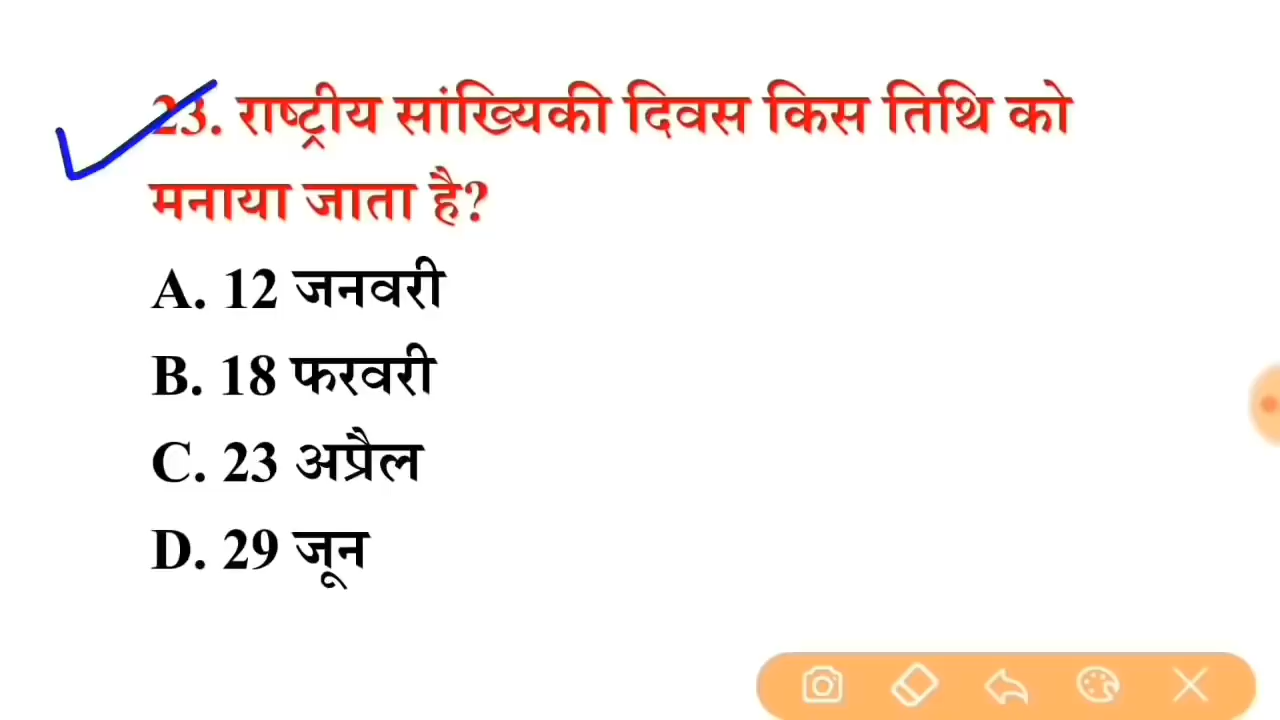 23. राष्ट्रीय सांख्यिकी दिवस किस तिथि को
मनाया जाता है?
A. 12 जनवरी
B. 18 फरवरी
C. 23 अप्रैल
D. 29 जून